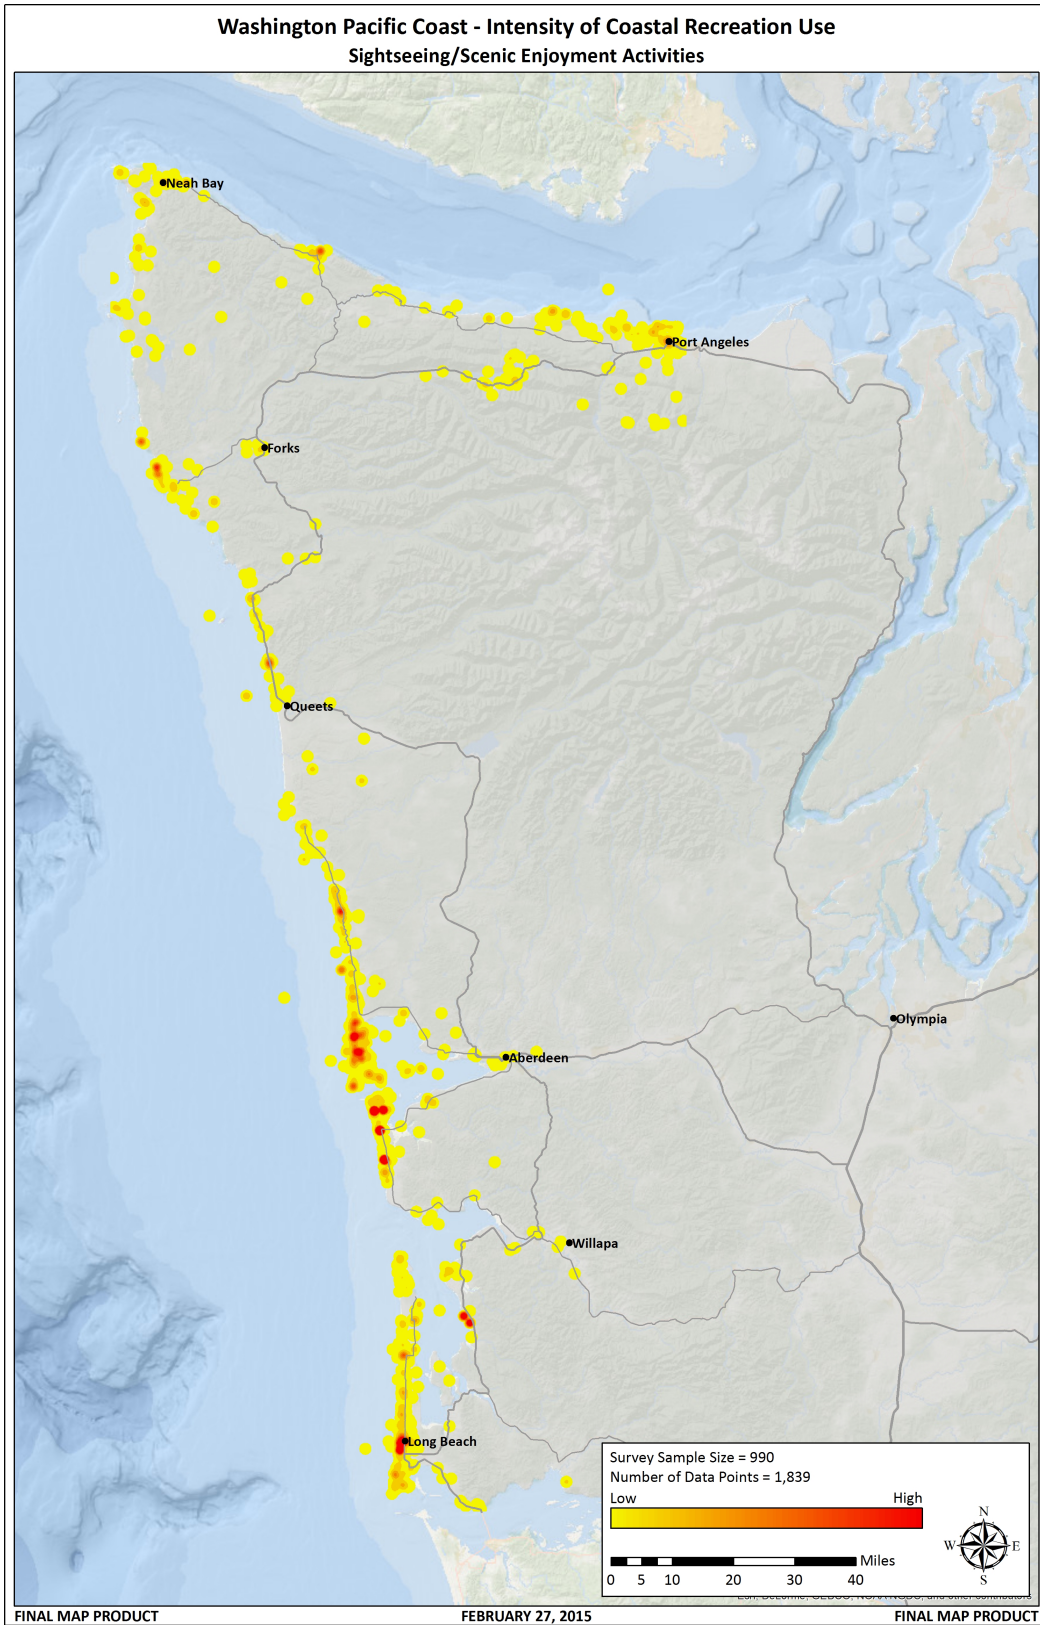 Washington Pacific Coast - Intensity of Coastal Recreation Use
Sightseeing/Scenic Enjoyment Activities
Neah Bay
Port Angeles
Forks
Queets
Olympia
Aberdeen
Willapa
Long Beach
Survey Sample Size = 990
Number of Data Points = 1,839
Low High
N
W E
S
Miles
0 5 10 20 30 40
FINAL MAP PRODUCT FEBRUARY 27, 2015 FINAL MAP PRODUCT